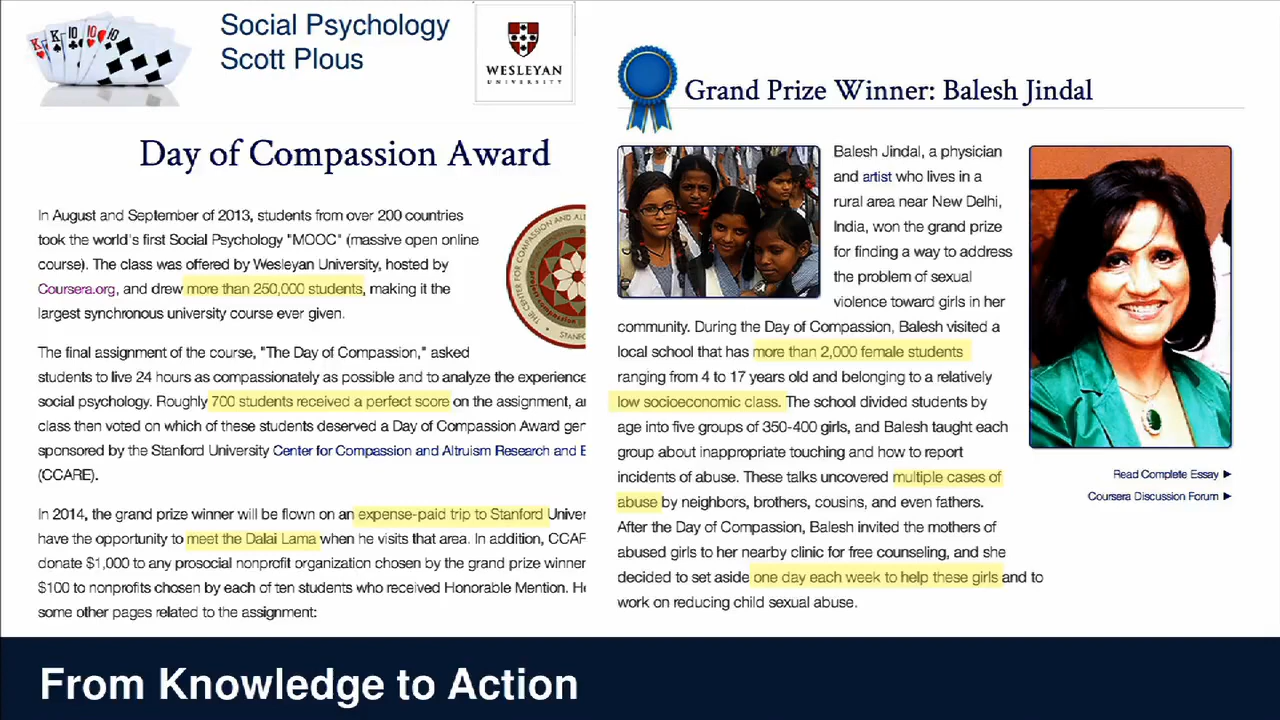 Social Psychology
Scott Plous
WESLEYAN
UNIVERSITY
Day of Compassion Award
In August and September of 2013, students from over 200 countries
took the world's first Social Psychology "MOOC" (massive open online
course). The class was offered by Wesleyan University, hosted by
Coursera.org, and drew more than 250,000 students, making it the
largest synchronous university course ever given.
The final assignment of the course, "The Day of Compassion," asked
students to live 24 hours as compassionately as possible and to analyze the experience
social psychology. Roughly 700 students received a perfect score on the assignment, a
class then voted on which of these students deserved a Day of Compassion Award ge
sponsored by the Stanford University Center for Compassion and Altruism Research and E
(CCARE).
In 2014, the grand prize winner will be flown on an expense-paid trip to Stanford Univer
have the opportunity to meet the Dalai Lama when he visits that area. In addition, CCAR
donate $1,000 to any prosocial nonprofit organization chosen by the grand prize winner
$100 to nonprofits chosen by each of ten students who received Honorable Mention. He
some other pages related to the assignment:
Grand Prize Winner: Balesh Jindal
Balesh Jindal, a physician
and artist who lives in a
rural area near New Delhi,
India, won the grand prize
for finding a way to address
the problem of sexual
violence toward girls in her
community. During the Day of Compassion, Balesh visited a
local school that has more than 2,000 female students
ranging from 4 to 17 years old and belonging to a relatively
low socioeconomic class. The school divided students by
age into five groups of 350-400 girls, and Balesh taught each
group about inappropriate touching and how to report
incidents of abuse. These talks uncovered multiple cases of
abuse by neighbors, brothers, cousins, and even fathers.
After the Day of Compassion, Balesh invited the mothers of
abused girls to her nearby clinic for free counseling, and she
decided to set aside one day each week to help these girls and to
work on reducing child sexual abuse.
Read Complete Essay
Coursera Discussion Forum
From Knowledge to Action